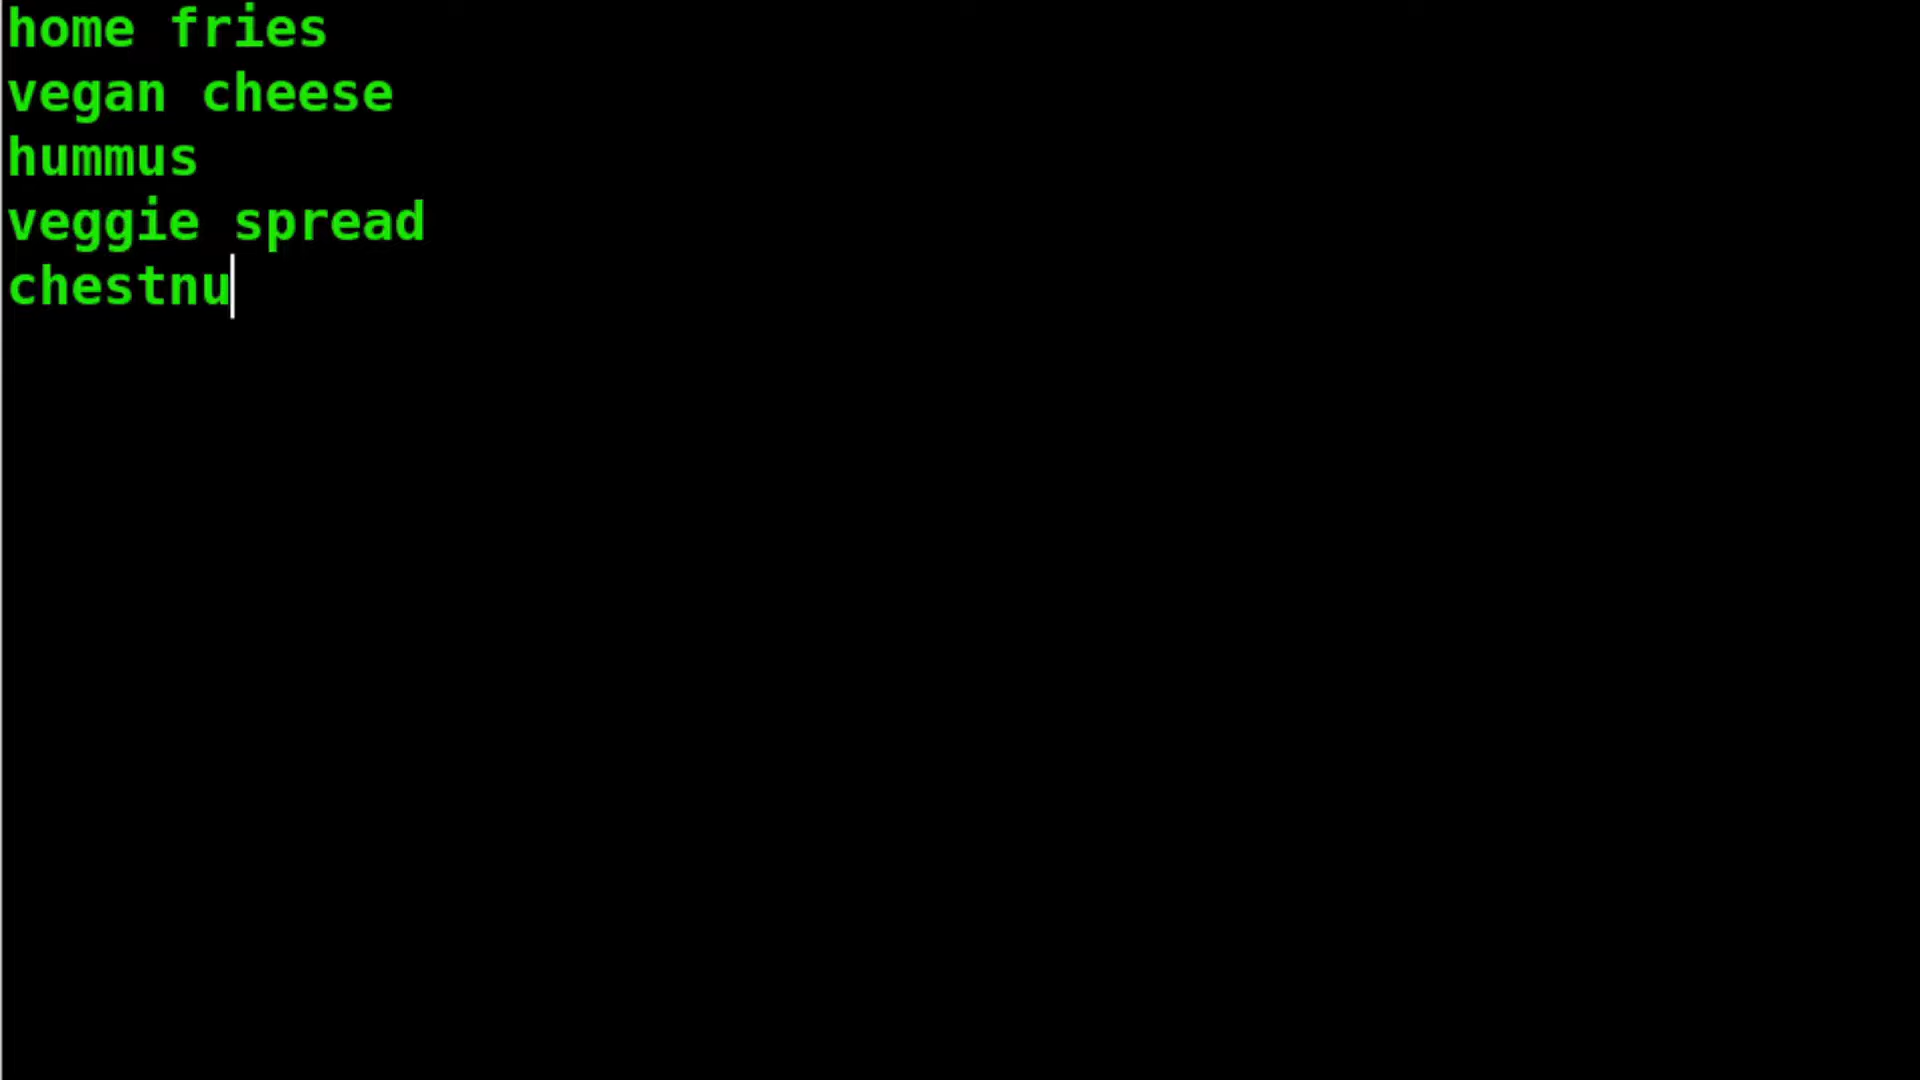 home fries
vegan cheese
hummus
veggie spread
chestnu